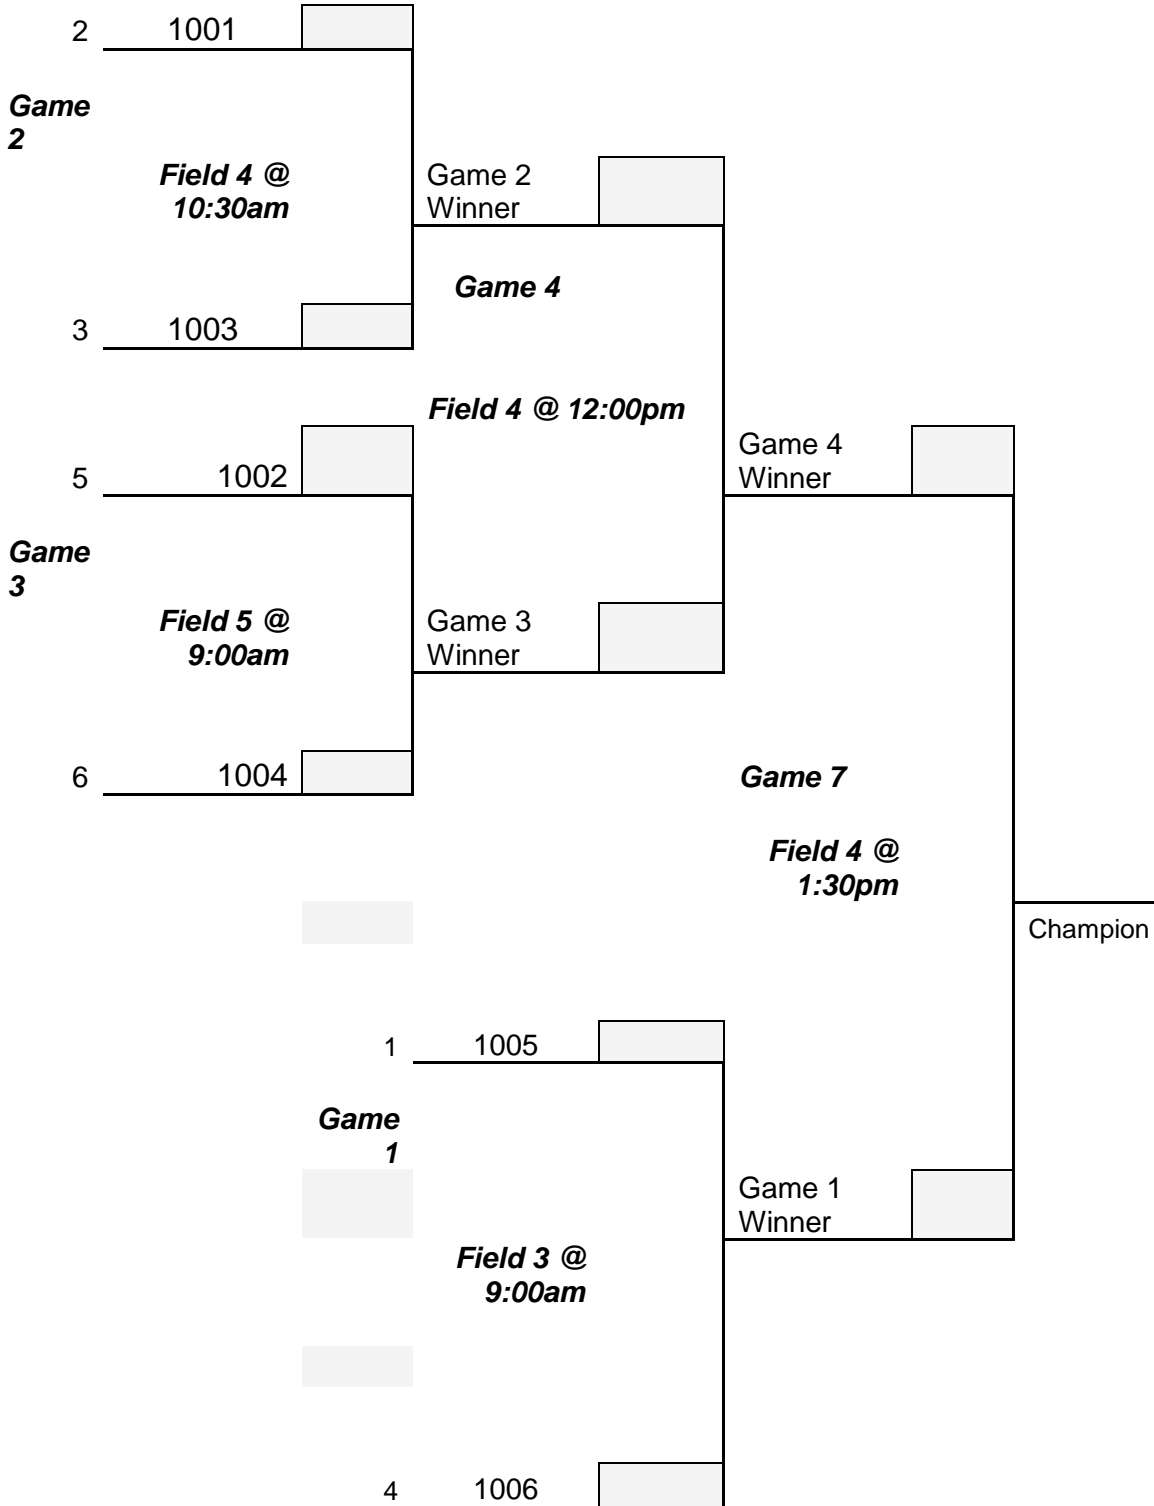 2 1001
Game
2
Field 4 @
10:30am
Game 2
Winner
Game 4
3 1003
Field 4 @ 12:00pm
Game 4
Winner
5 1002
Game
3
Field 5 @
9:00am
Game 3
Winner
6 1004
Game 7
Field 4 @
1:30pm
Champion
1 1005
Game
1
Game 1
Winner
Field 3 @
9:00am
4 1006